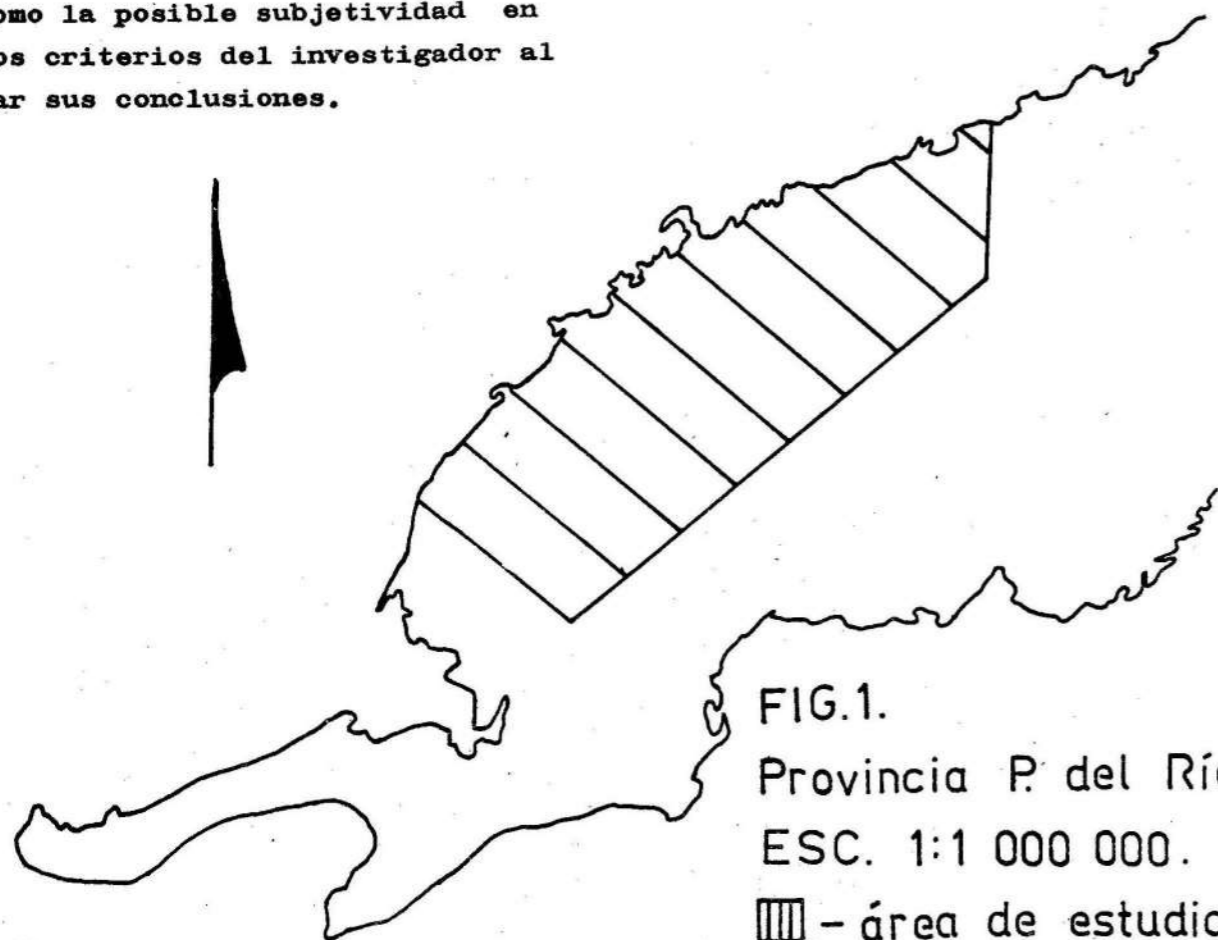 omo la posible subjetividad en
os criterios del investigador al
ar sus conclusiones.
FIG.1.
Provincia P. del Rí
ESC. 1:1 000 000.
- área de estudio